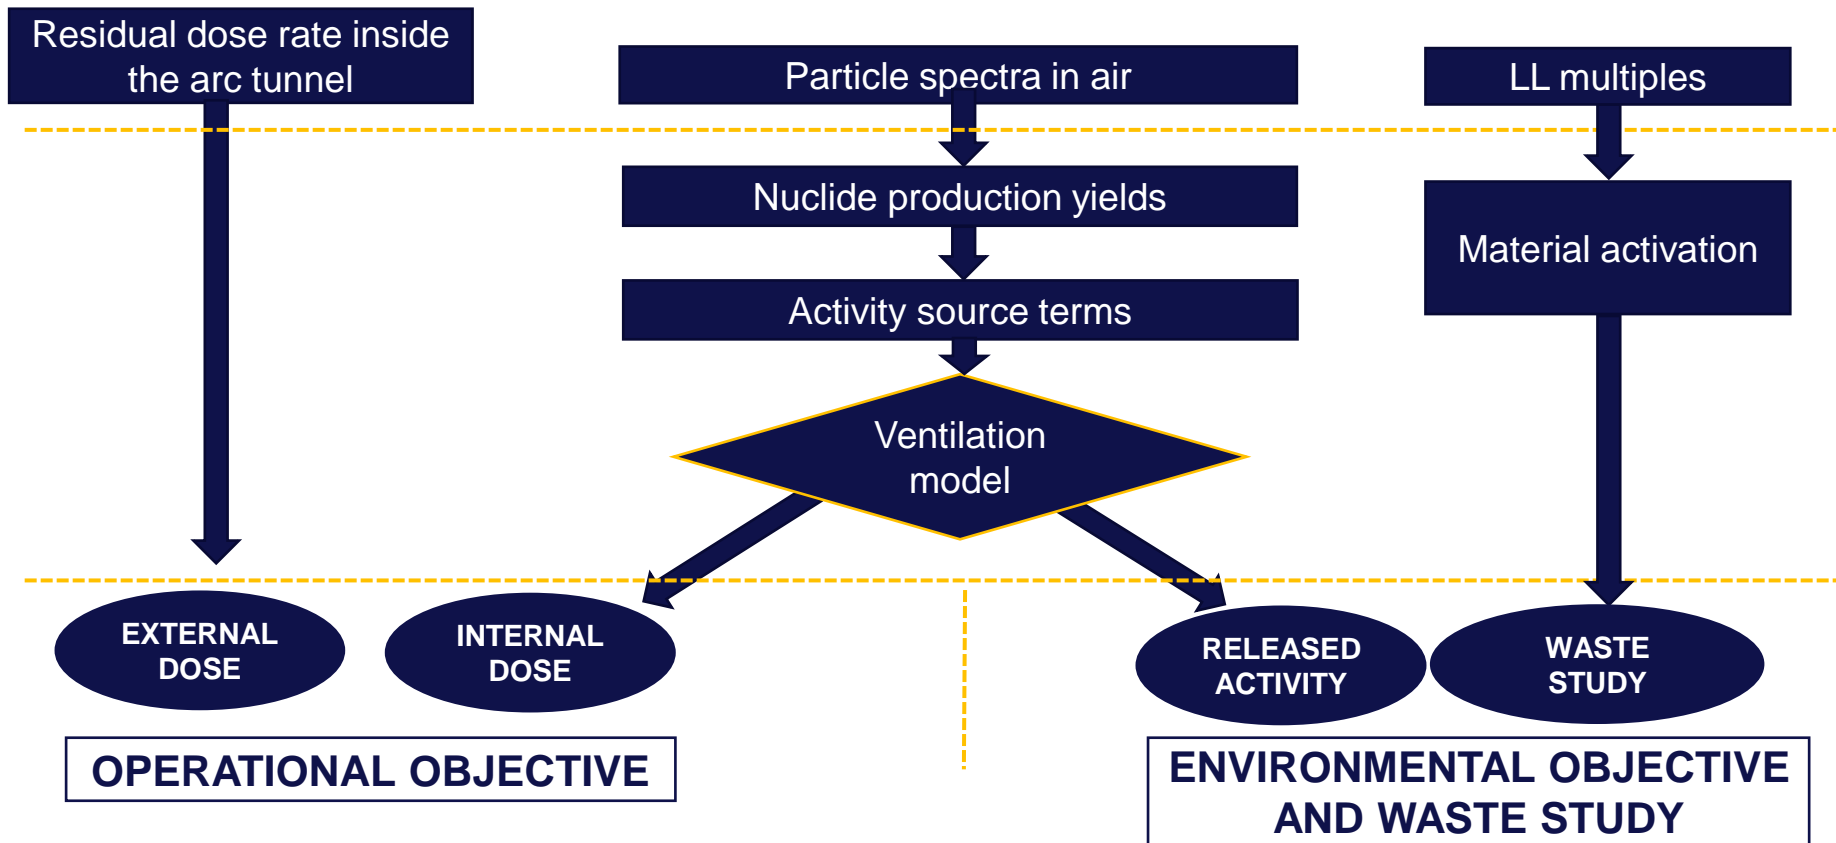 Residual dose rate inside
the arc tunnel
Particle spectra in air
LL multiples
Nuclide production yields
Material activation
Activity source terms
Ventilation
model
EXTERNAL
DOSE
INTERNAL
DOSE
RELEASED
ACTIVITY
WASTE
STUDY
OPERATIONAL OBJECTIVE
ENVIRONMENTAL OBJECTIVE
AND WASTE STUDY